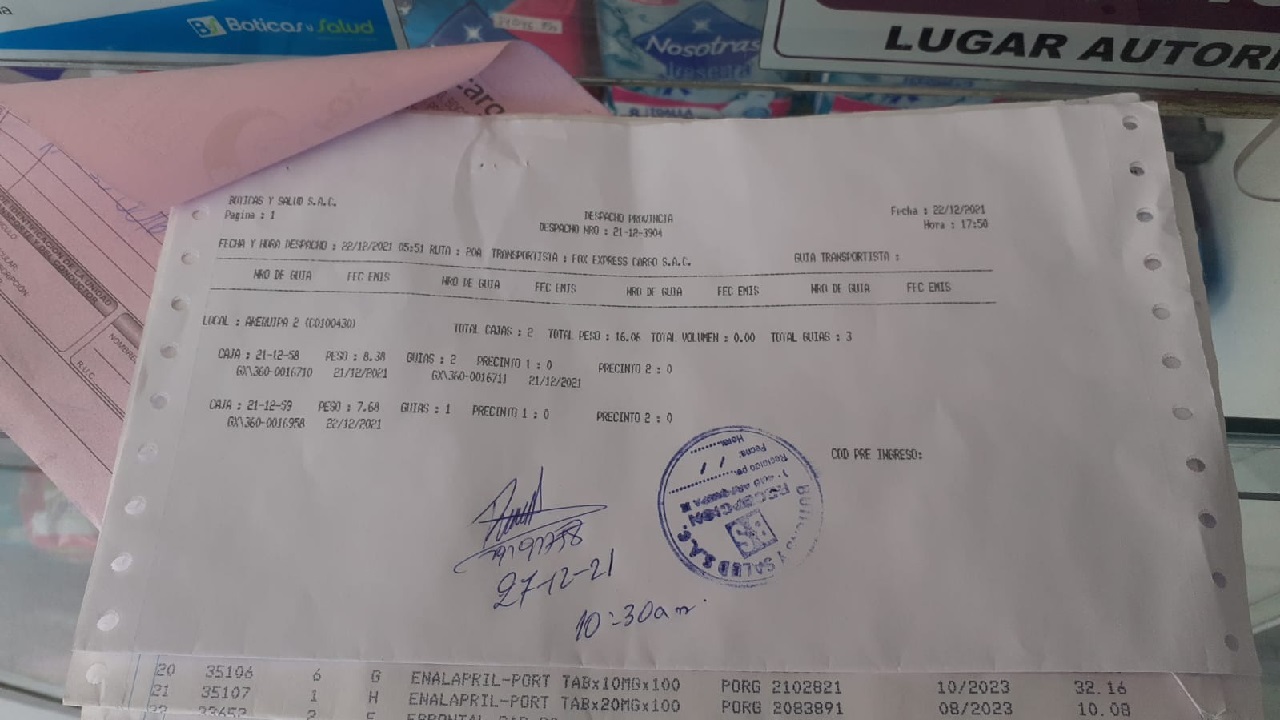 Boticas y Salud
Nosotras
LUGAR AUTORI
BOTICAS Y SALUD S.A.C.
Pagina : 1
DESPACHO PROVINCIA
DESPACHO NRO : 21-12-3904
Fecha : 22/12/2021
Hora : 17:50
FECHA Y HORA DESPACHO : 22/12/2021 05:51 RUTA : 20A TRANSPORTISTA : FOX EXPRESS CARGO S.A.C. GUIA TRANSPORTISTA :
NRO DE GUIA FEC EMIS NRO DE GUIA FEC EMIS NRO DE GUIA FEC EMIS NRO DE GUIA FEC EMIS
LOCAL : AREQUIPA 2 (C0100430) TOTAL CAJAS : 2 TOTAL PESO : 16.06 TOTAL VOLUMEN : 0.00 TOTAL GUIAS : 3
CAJA : 21-12-58 PESO : 8.38 GUIAS : 2 PRECINTO 1 : 0 PRECINTO 2 : 0
GX\360-0016710 21/12/2021 GX\360-0016711 21/12/2021
CAJA : 21-12-59 PESO : 7.68 GUIAS : 1 PRECINTO 1 : 0 PRECINTO 2 : 0
GX\360-0016958 22/12/2021
COD PRE INGRESO:
BOTICAS Y SALUD S.A.C.
Recibido por
Fecha:
Hora:
27-12-21
10:30am
20 35106 6 G ENALAPRIL-PORT TABx10MGx100 PORG 2102821 10/2023 32.16
21 35107 1 H ENALAPRIL-PORT TABx20MGx100 PORG 2083891 08/2023 10.08